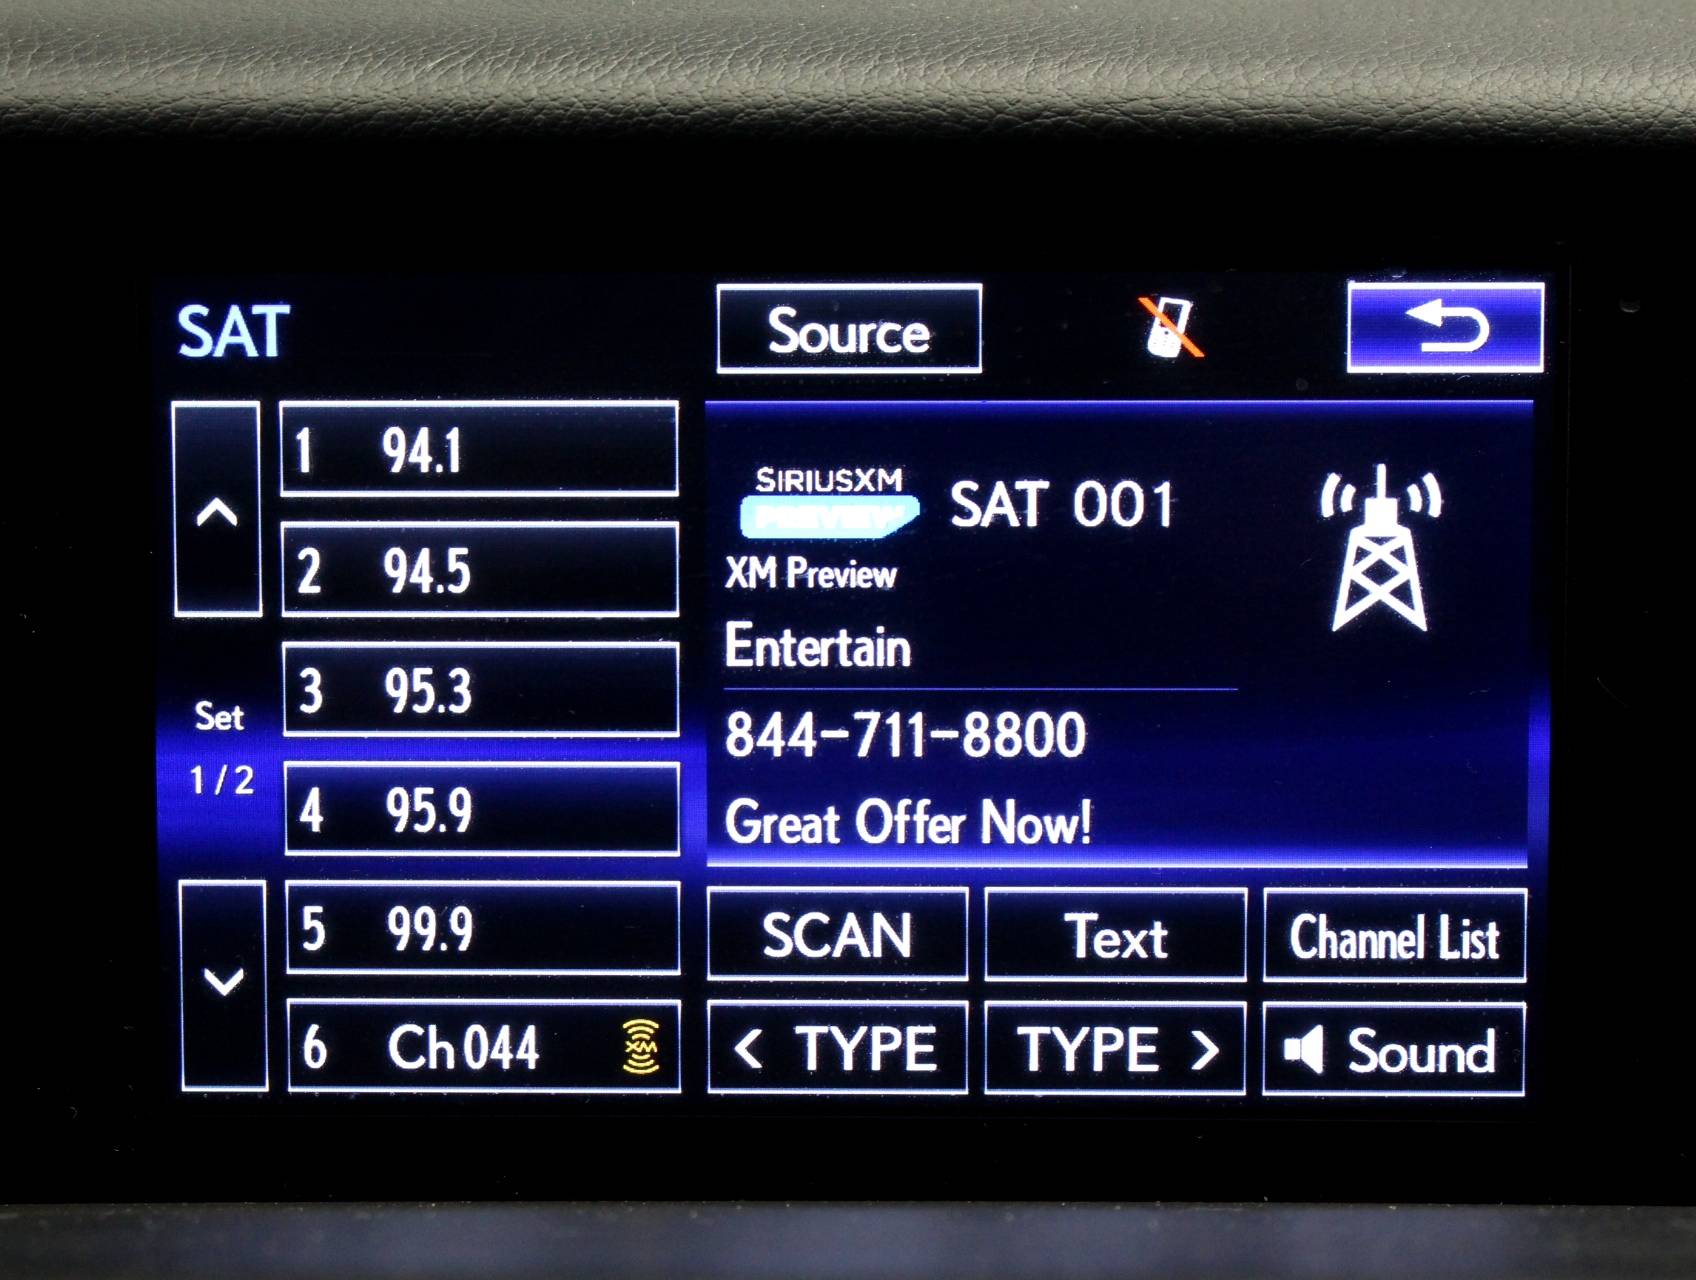 SAT
Source
1 94.1
2 94.5
3 95.3
4 95.9
5 99.9
6 Ch 044 XM
Set
1/2
SIRIUSXM
PREVIEW
SAT 001
XM Preview
Entertain
844-711-8800
Great Offer Now!
SCAN
Text
Channel List
< TYPE
TYPE >
Sound